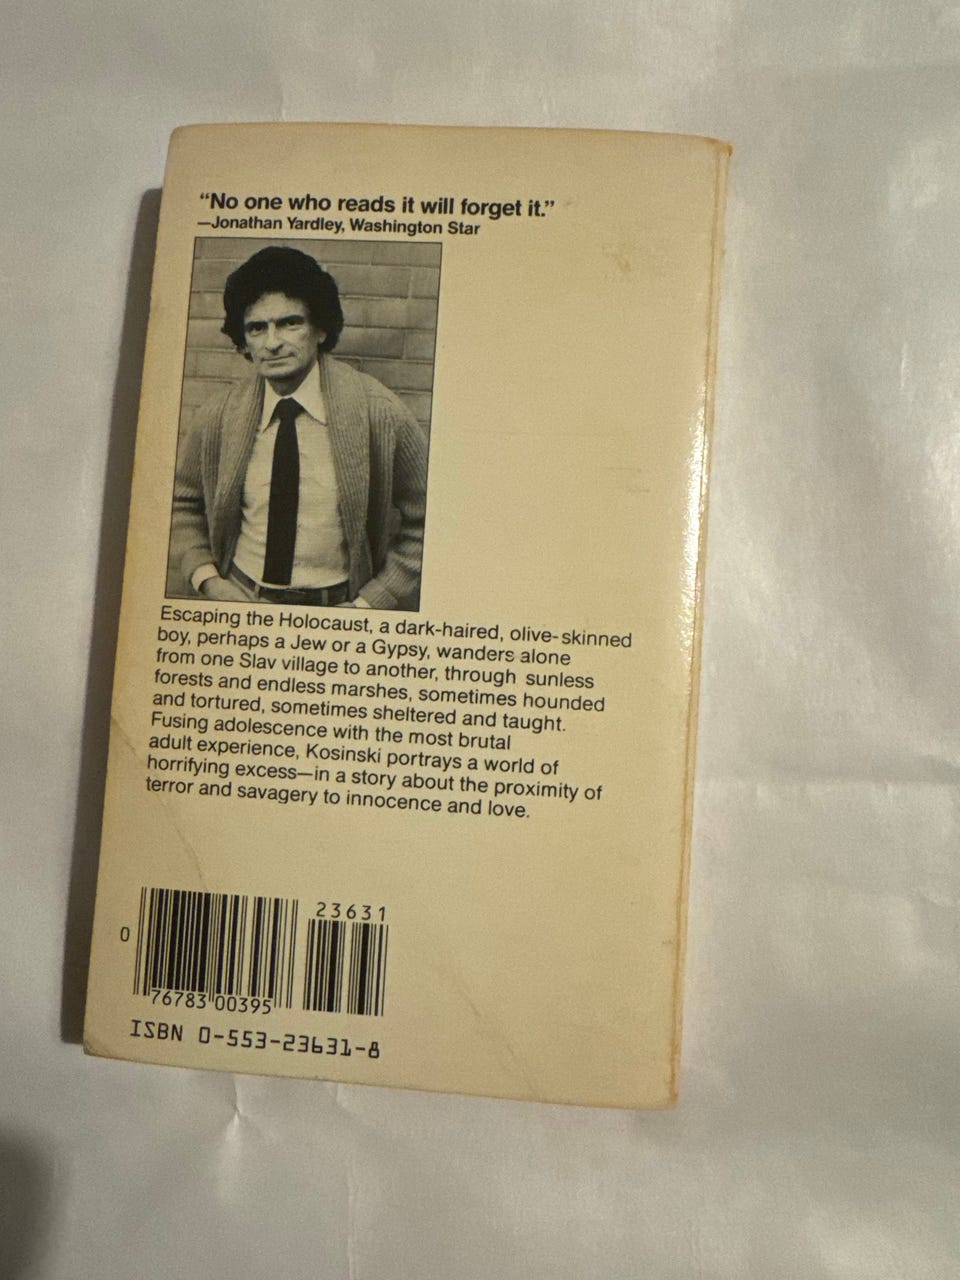 “No one who reads it will forget it.”
—Jonathan Yardley, Washington Star
Escaping the Holocaust, a dark-haired, olive-skinned
boy, perhaps a Jew or a Gypsy, wanders alone
from one Slav village to another, through sunless
forests and endless marshes, sometimes hounded
and tortured, sometimes sheltered and taught.
Fusing adolescence with the most brutal
adult experience, Kosinski portrays a world of
horrifying excess—in a story about the proximity of
terror and savagery to innocence and love.
23631
0
76783 00395
ISBN 0-553-23631-8